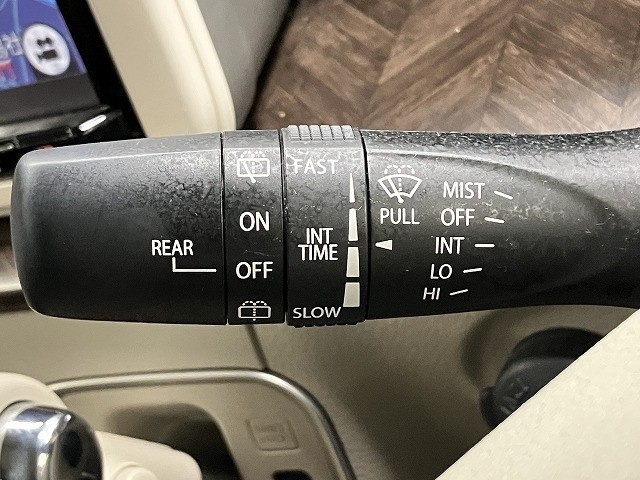 REAR
ON
OFF
FAST
INT
TIME
SLOW
PULL
MIST
OFF
INT
LO
HI